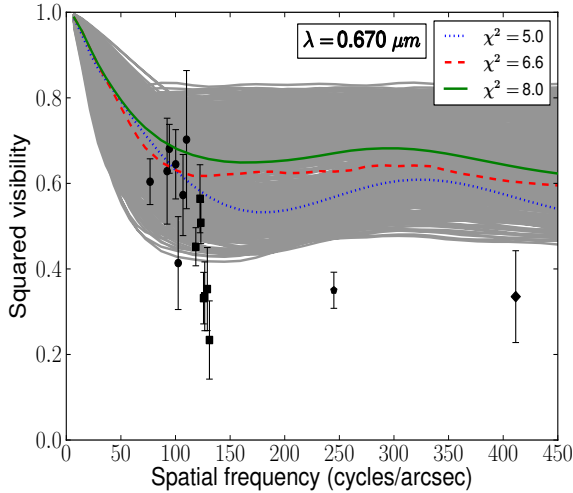 λ = 0.670 μm
χ² = 5.0
χ² = 6.6
χ² = 8.0
Squared visibility
1.0
0.8
0.6
0.4
0.2
0.0
0 50 100 150 200 250 300 350 400 450
Spatial frequency (cycles/arcsec)